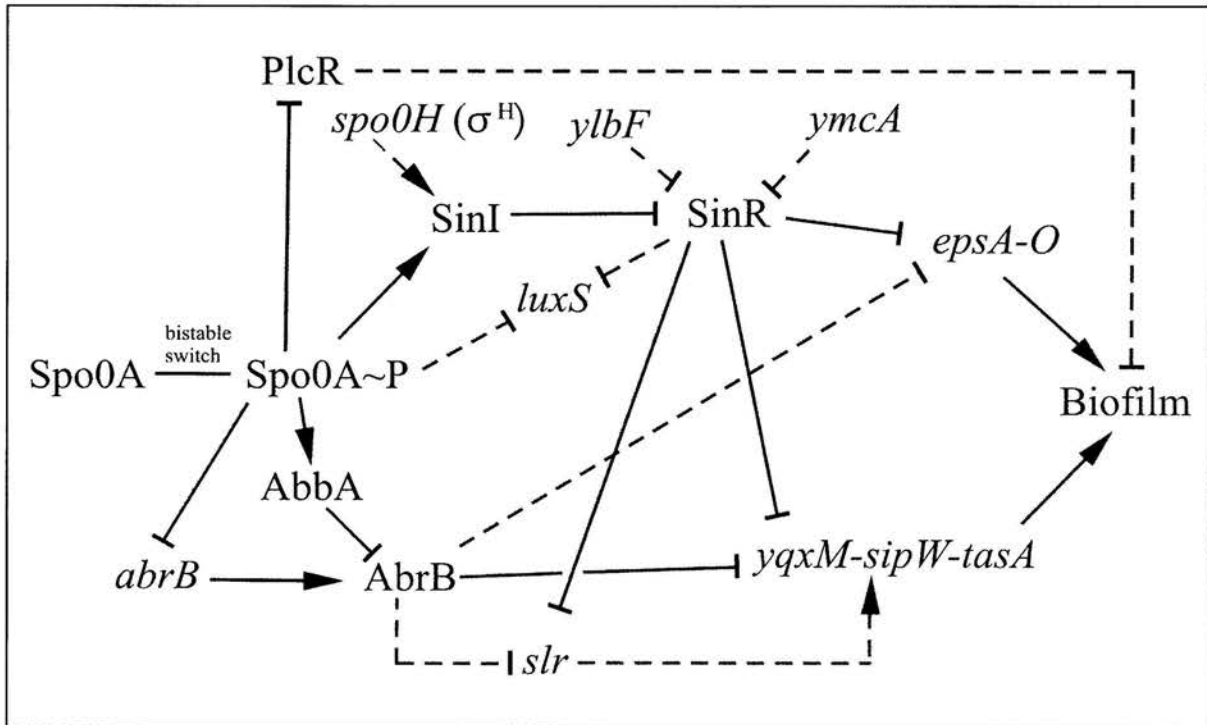 PlcR
spo0H (σ H)
ylbF
ymcA
SinI
SinR
epsA-O
luxS
bistable
switch
Spo0A
Spo0A~P
Biofilm
AbbA
abrB
AbrB
yqxM-sipW-tasA
slr